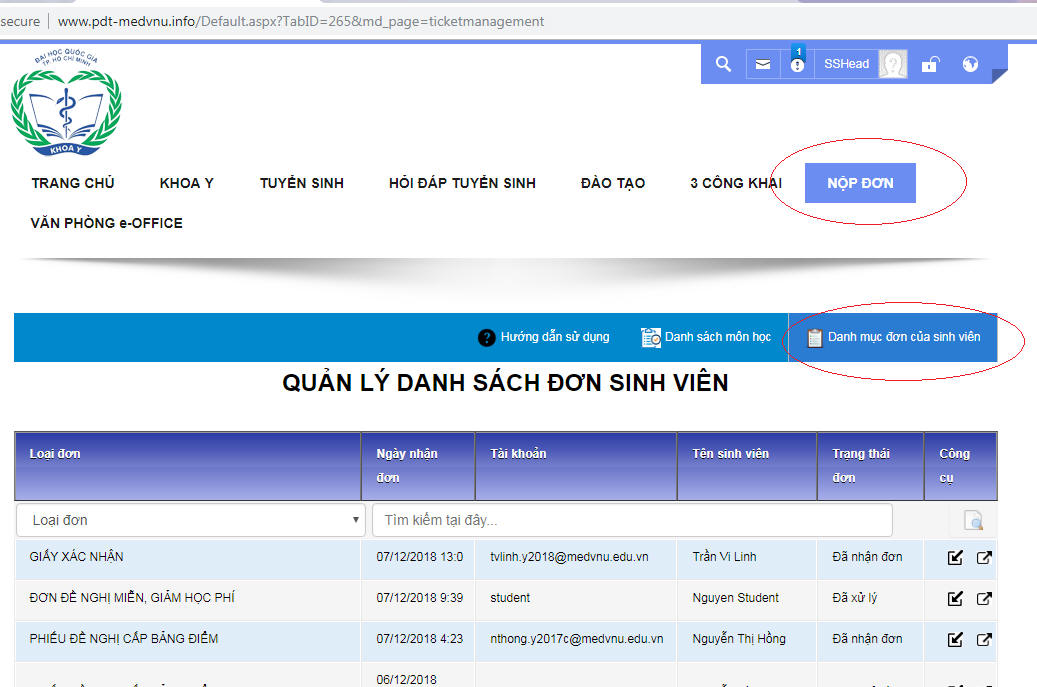 secure www.pdt-medvnu.info/Default.aspx?TabID=265&md_page=ticketmanagement
ĐẠI HỌC QUỐC GIA
TP. HỒ CHÍ MINH
KHOA Y
1
SSHead
TRANG CHỦ KHOA Y TUYỂN SINH HỎI ĐÁP TUYỂN SINH ĐÀO TẠO 3 CÔNG KHAI NỘP ĐƠN
VĂN PHÒNG e-OFFICE
Hướng dẫn sử dụng Danh sách môn học Danh mục đơn của sinh viên
QUẢN LÝ DANH SÁCH ĐƠN SINH VIÊN
Loại đơn Ngày nhận đơn Tài khoản Tên sinh viên Trạng thái đơn Công cụ
Loại đơn Tìm kiếm tại đây...
GIẤY XÁC NHẬN 07/12/2018 13:0 tvlinh.y2018@medvnu.edu.vn Trần Vi Linh Đã nhận đơn
ĐƠN ĐỀ NGHỊ MIỄN, GIẢM HỌC PHÍ 07/12/2018 9:39 student Nguyen Student Đã xử lý
PHIẾU ĐỀ NGHỊ CẤP BẢNG ĐIỂM 07/12/2018 4:23 nthong.y2017c@medvnu.edu.vn Nguyễn Thị Hồng Đã nhận đơn
06/12/2018